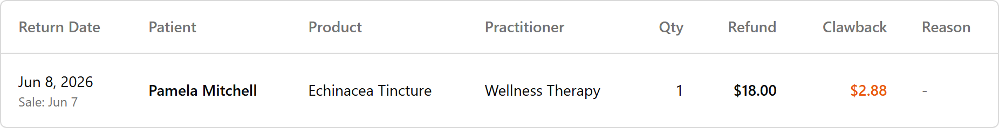 Return Date Patient Product Practitioner Qty Refund Clawback Reason
Jun 8, 2026 Pamela Mitchell Echinacea Tincture Wellness Therapy 1 $18.00 $2.88 -
Sale: Jun 7